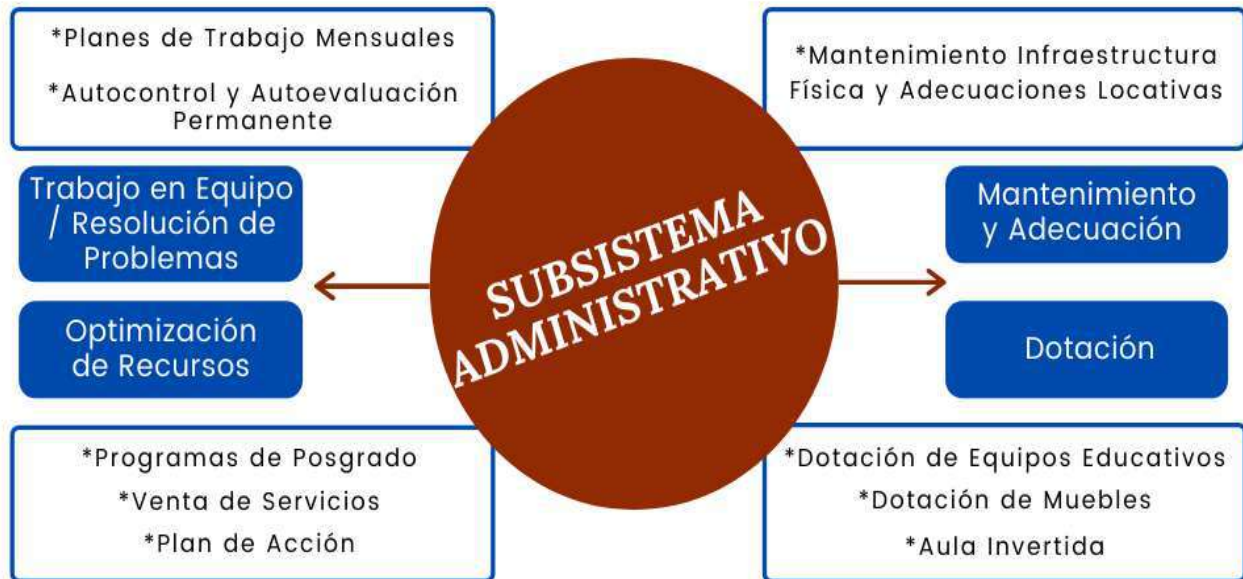 *Planes de Trabajo Mensuales
*Autocontrol y Autoevaluación
Permanente
Trabajo en Equipo
/ Resolución de
Problemas
Optimización
de Recursos
*Programas de Posgrado
*Venta de Servicios
*Plan de Acción
SUBSISTEMA
ADMINISTRATIVO
*Mantenimiento Infraestructura
Física y Adecuaciones Locativas
Mantenimiento
y Adecuación
Dotación
*Dotación de Equipos Educativos
*Dotación de Muebles
*Aula Invertida